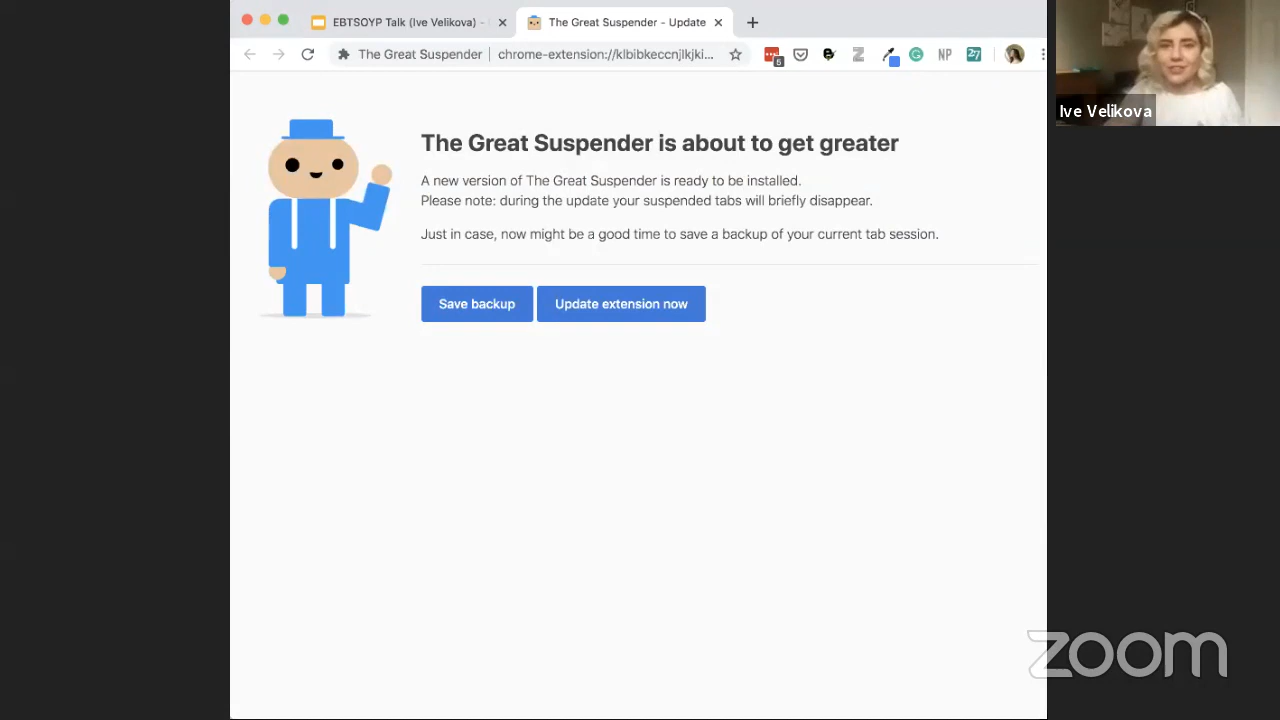 EBTSOYP Talk (Ive Velikova) -
The Great Suspender - Update
The Great Suspender
chrome-extension://klbibkeccnjlkjki...
5
NP
27
Ive Velikova
The Great Suspender is about to get greater
A new version of The Great Suspender is ready to be installed.
Please note: during the update your suspended tabs will briefly disappear.
Just in case, now might be a good time to save a backup of your current tab session.
Save backup
Update extension now
zoom